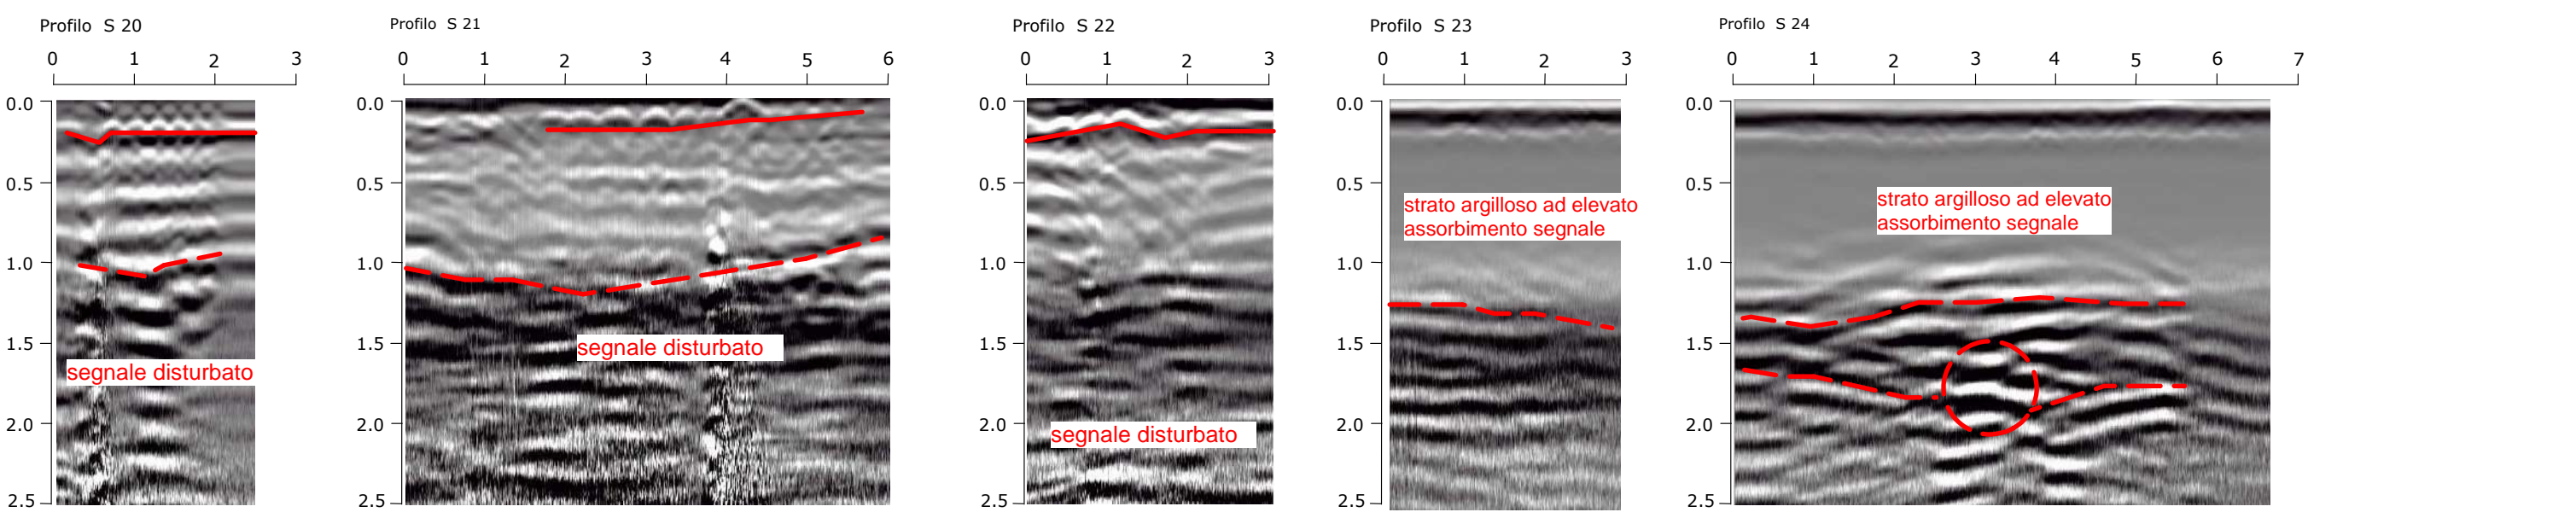 Profilo S 20
0 1 2 3
0.0
0.5
1.0
1.5
2.0
2.5
segnale disturbato
Profilo S 21
0 1 2 3 4 5 6
0.0
0.5
1.0
1.5
2.0
2.5
segnale disturbato
Profilo S 22
0 1 2 3
0.0
0.5
1.0
1.5
2.0
2.5
segnale disturbato
Profilo S 23
0 1 2 3
0.0
0.5
1.0
1.5
2.0
2.5
strato argilloso ad elevato
assorbimento segnale
Profilo S 24
0 1 2 3 4 5 6 7
0.0
0.5
1.0
1.5
2.0
2.5
strato argilloso ad elevato
assorbimento segnale